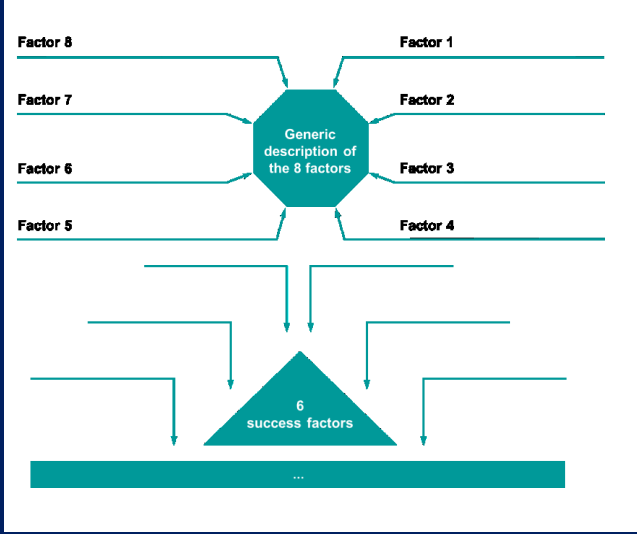 Factor 8
Factor 1
Factor 7
Factor 2
Generic
description of
the 8 factors
Factor 6
Factor 3
Factor 5
Factor 4
6
success factors
...